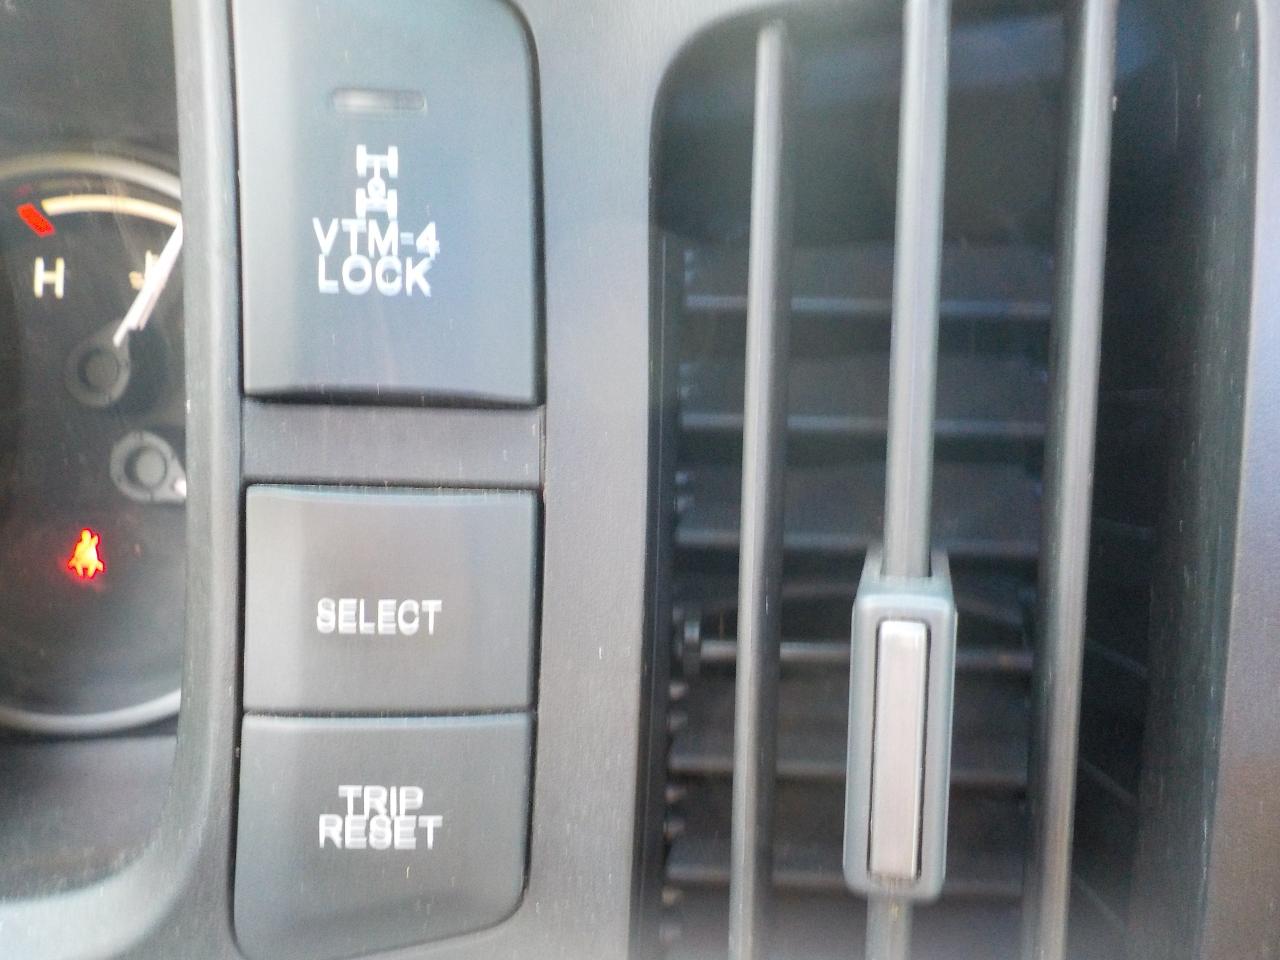 H
VTM-4
LOCK
SELECT
TRIP
RESET